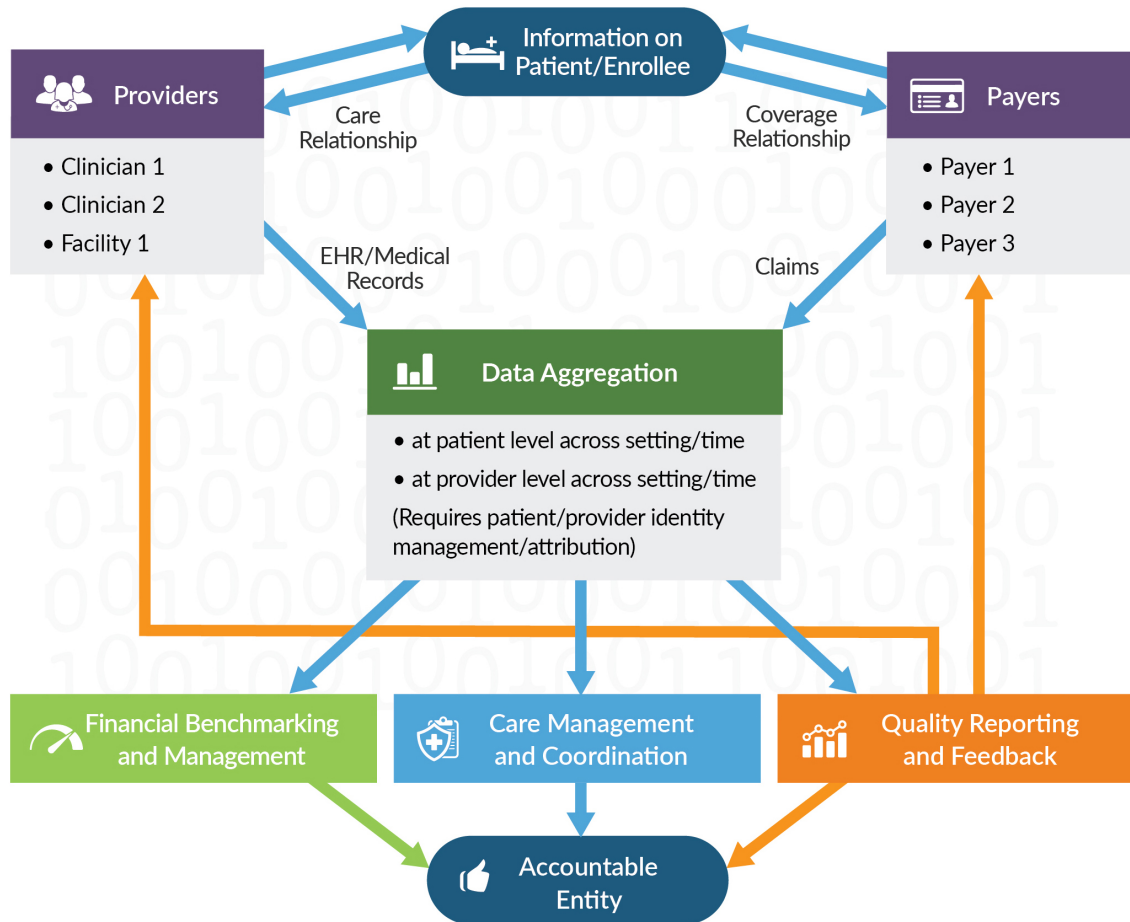 Information on
Patient/Enrollee
Providers
• Clinician 1
• Clinician 2
• Facility 1
Care
Relationship
Coverage
Relationship
Payers
• Payer 1
• Payer 2
• Payer 3
EHR/Medical
Records
Claims
Data Aggregation
• at patient level across setting/time
• at provider level across setting/time
(Requires patient/provider identity
management/attribution)
Financial Benchmarking
and Management
Care Management
and Coordination
Quality Reporting
and Feedback
Accountable
Entity